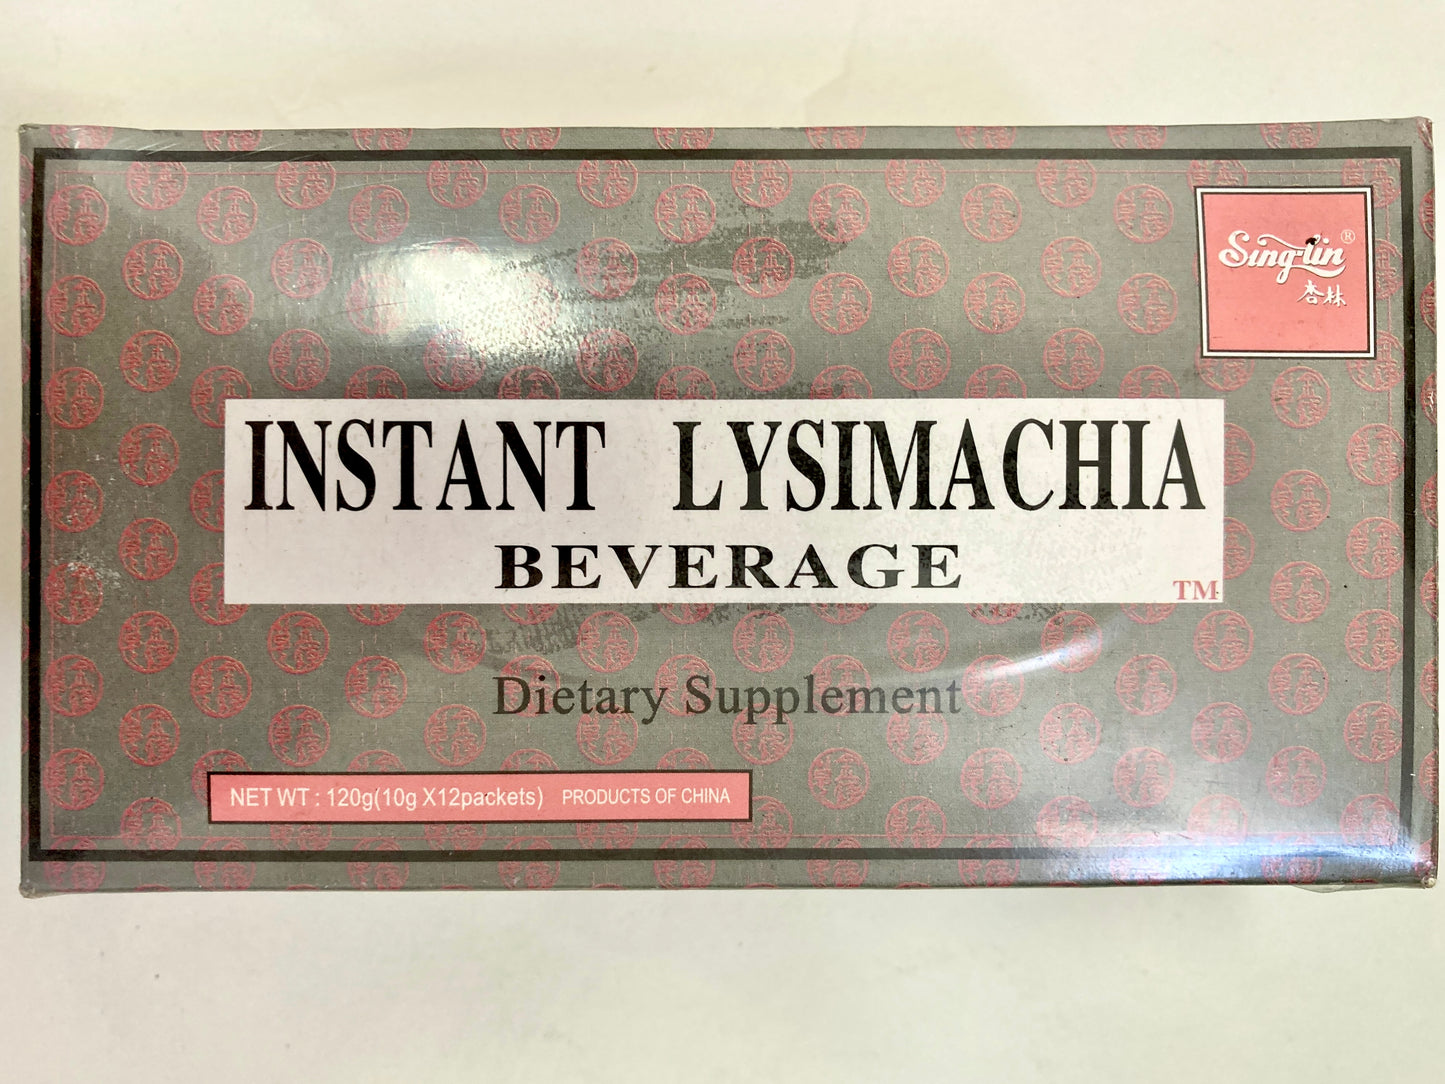 Sing-lin®
杏林
INSTANT LYSIMACHIA
BEVERAGE
TM
Dietary Supplement
NET WT : 120g(10g X12packets) PRODUCTS OF CHINA